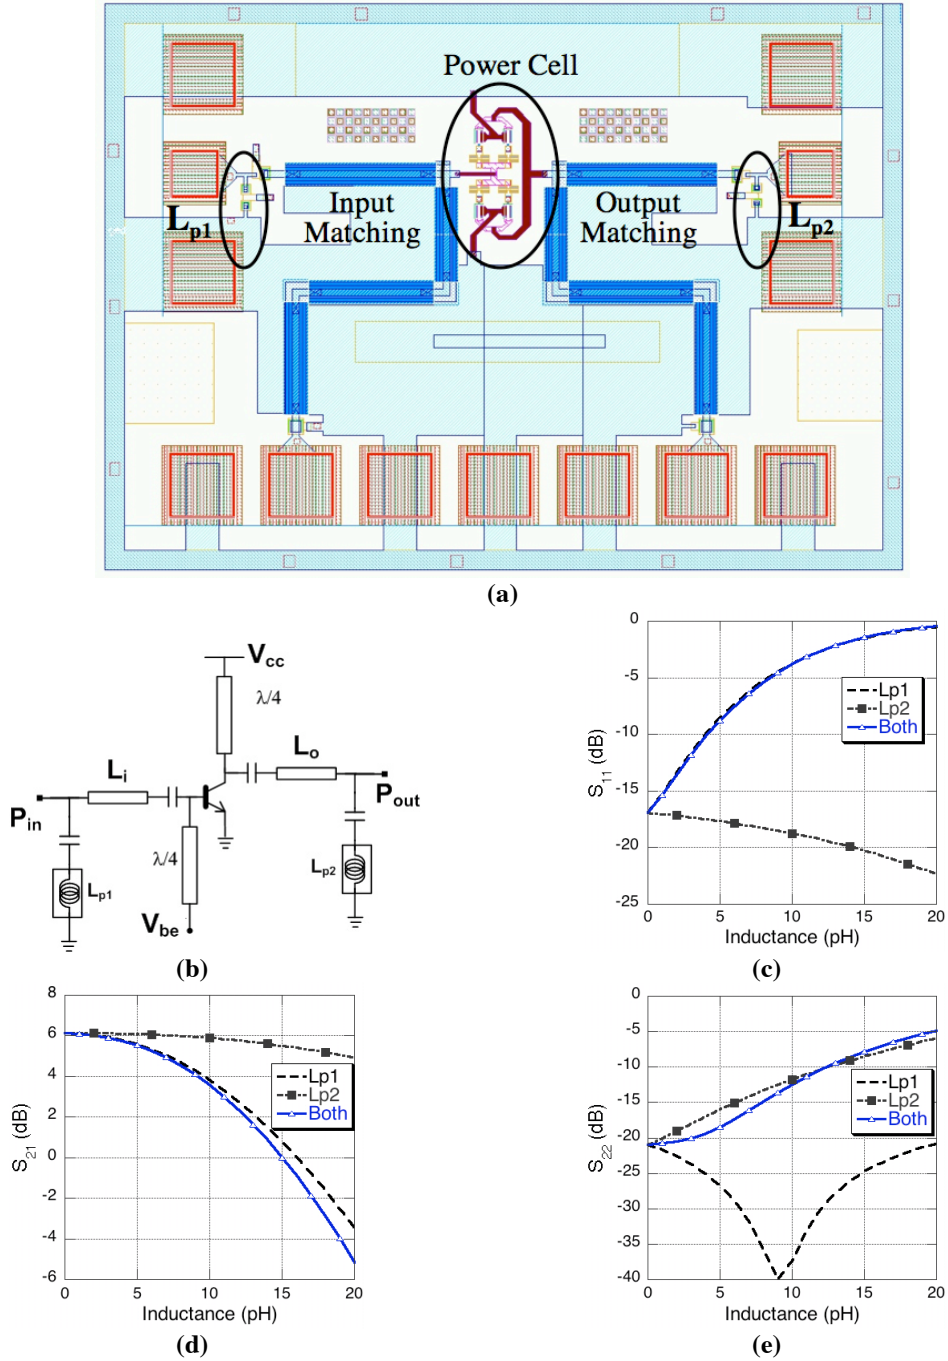 Power Cell
Input
Matching
Output
Matching
Lp1
Lp2
(a)
Vcc
λ/4
Lo
Li
Pin
Pout
λ/4
Lp1
Lp2
Vbe
(b)
0
-5
-10
-15
-20
-25
S11 (dB)
Lp1
Lp2
Both
0 5 10 15 20
Inductance (pH)
(c)
8
6
4
2
0
-2
-4
-6
S21 (dB)
Lp1
Lp2
Both
0 5 10 15 20
Inductance (pH)
(d)
0
-5
-10
-15
-20
-25
-30
-35
-40
S22 (dB)
Lp1
Lp2
Both
0 5 10 15 20
Inductance (pH)
(e)